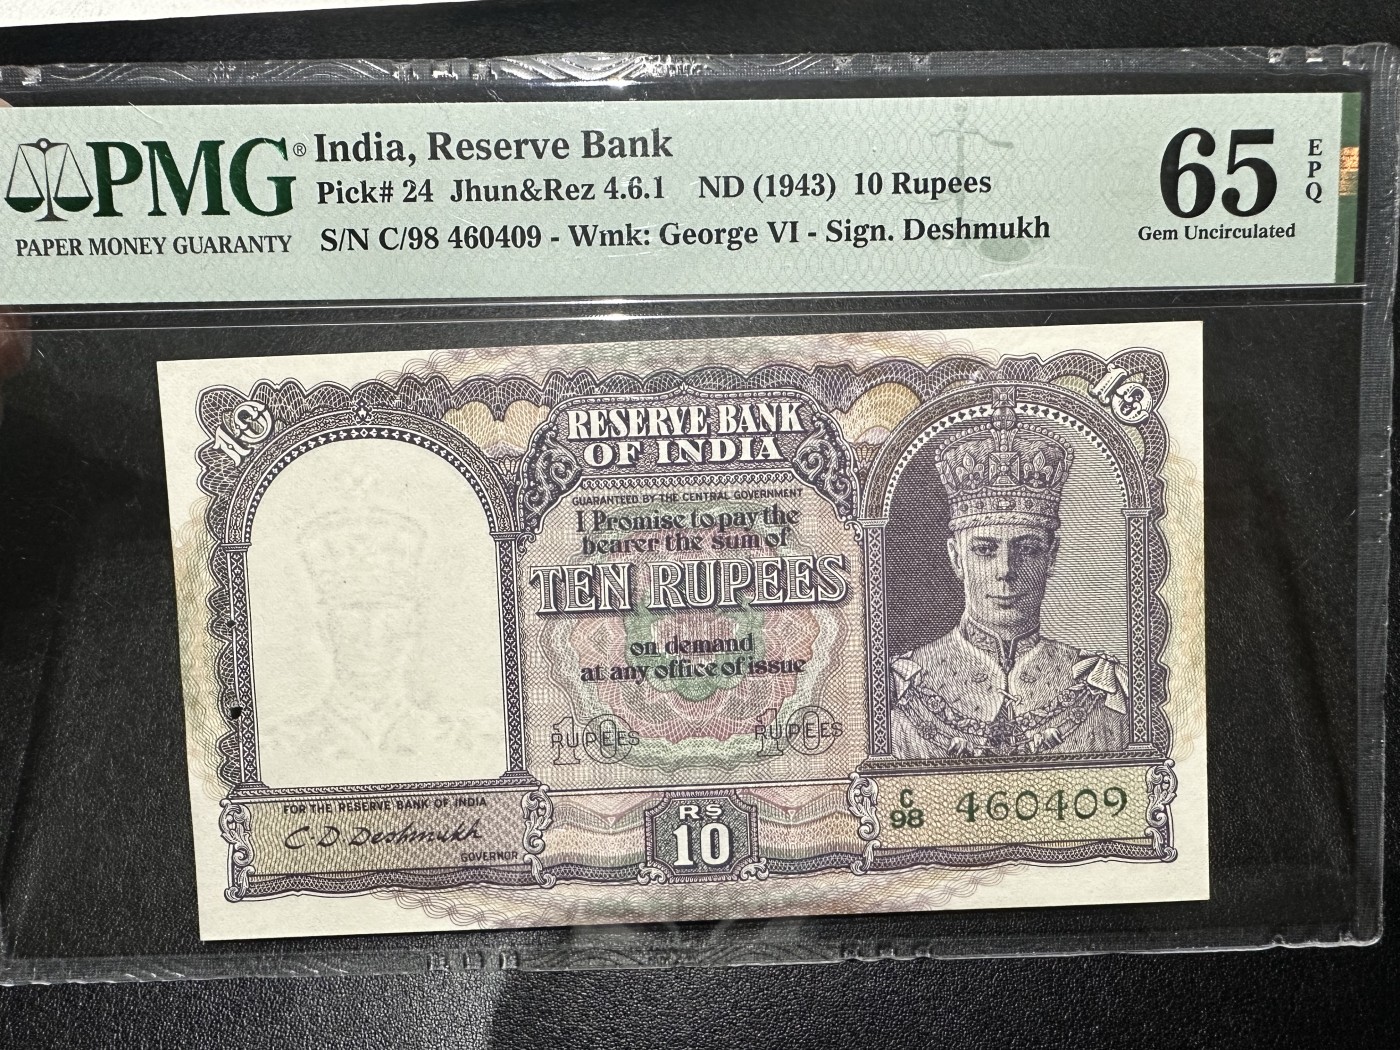 PMG®
PAPER MONEY GUARANTY
India, Reserve Bank
Pick# 24 Jhun&Rez 4.6.1 ND (1943) 10 Rupees
S/N C/98 460409 - Wmk: George VI - Sign. Deshmukh
65
Gem Uncirculated
EPQ
10
10
RESERVE BANK
OF INDIA
GUARANTEED BY THE CENTRAL GOVERNMENT
I Promise to pay the
bearer the sum of
TEN RUPEES
on demand
at any office of issue
10 RUPEES
10 RUPEES
FOR THE RESERVE BANK OF INDIA
C D Deshmukh
GOVERNOR
RS
10
C/98 460409